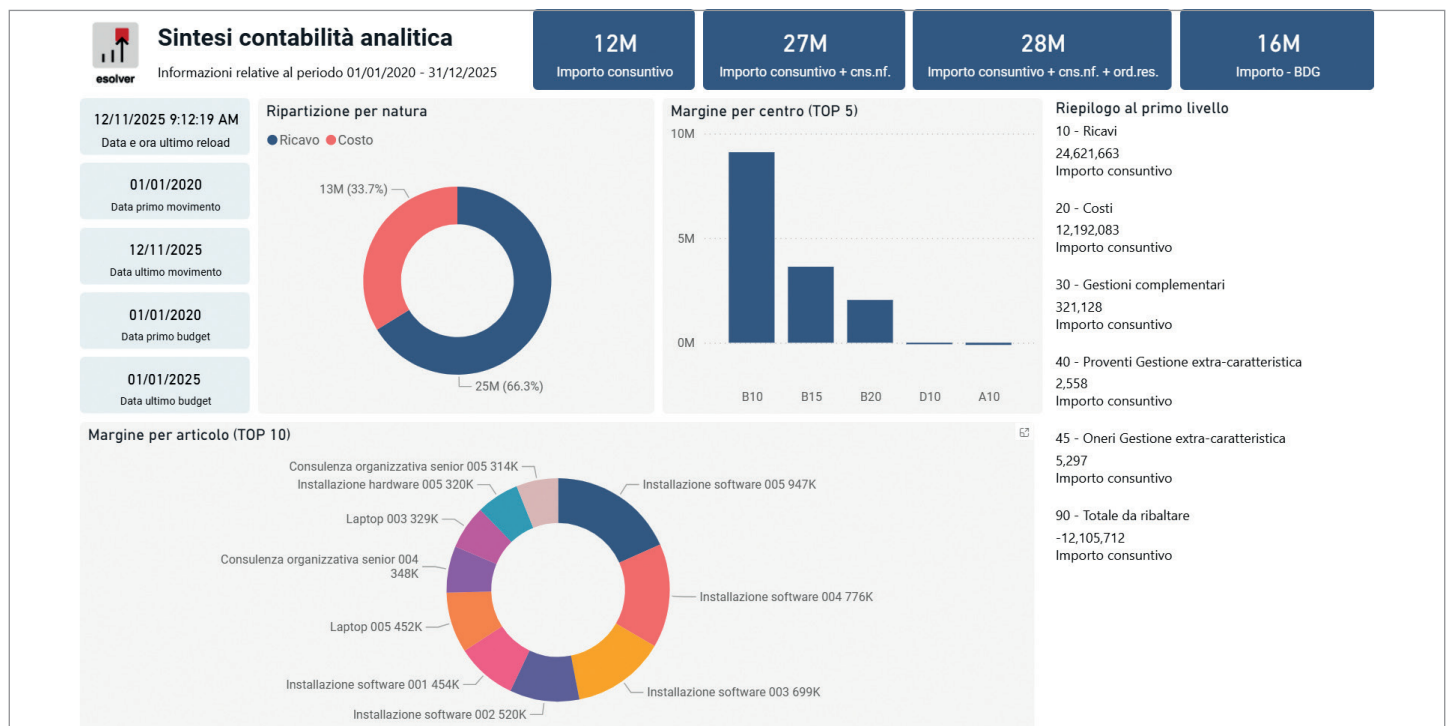 esolver
Sintesi contabilità analitica
Informazioni relative al periodo 01/01/2020 - 31/12/2025
12M
Importo consuntivo
27M
Importo consuntivo + cns.nf.
28M
Importo consuntivo + cns.nf. + ord.res.
16M
Importo - BDG
12/11/2025 9:12:19 AM
Data e ora ultimo reload
01/01/2020
Data primo movimento
12/11/2025
Data ultimo movimento
01/01/2020
Data primo budget
01/01/2025
Data ultimo budget
Ripartizione per natura
Ricavo Costo
13M (33.7%)
25M (66.3%)
Margine per centro (TOP 5)
10M
5M
0M
B10 B15 B20 D10 A10
Riepilogo al primo livello
10 - Ricavi
24,621,663
Importo consuntivo
20 - Costi
12,192,083
Importo consuntivo
30 - Gestioni complementari
321,128
Importo consuntivo
40 - Proventi Gestione extra-caratteristica
2,558
Importo consuntivo
45 - Oneri Gestione extra-caratteristica
5,297
Importo consuntivo
90 - Totale da ribaltare
-12,105,712
Importo consuntivo
Margine per articolo (TOP 10)
Consulenza organizzativa senior 005 314K
Installazione hardware 005 320K
Laptop 003 329K
Consulenza organizzativa senior 004
348K
Laptop 005 452K
Installazione software 001 454K
Installazione software 002 520K
Installazione software 005 947K
Installazione software 004 776K
Installazione software 003 699K